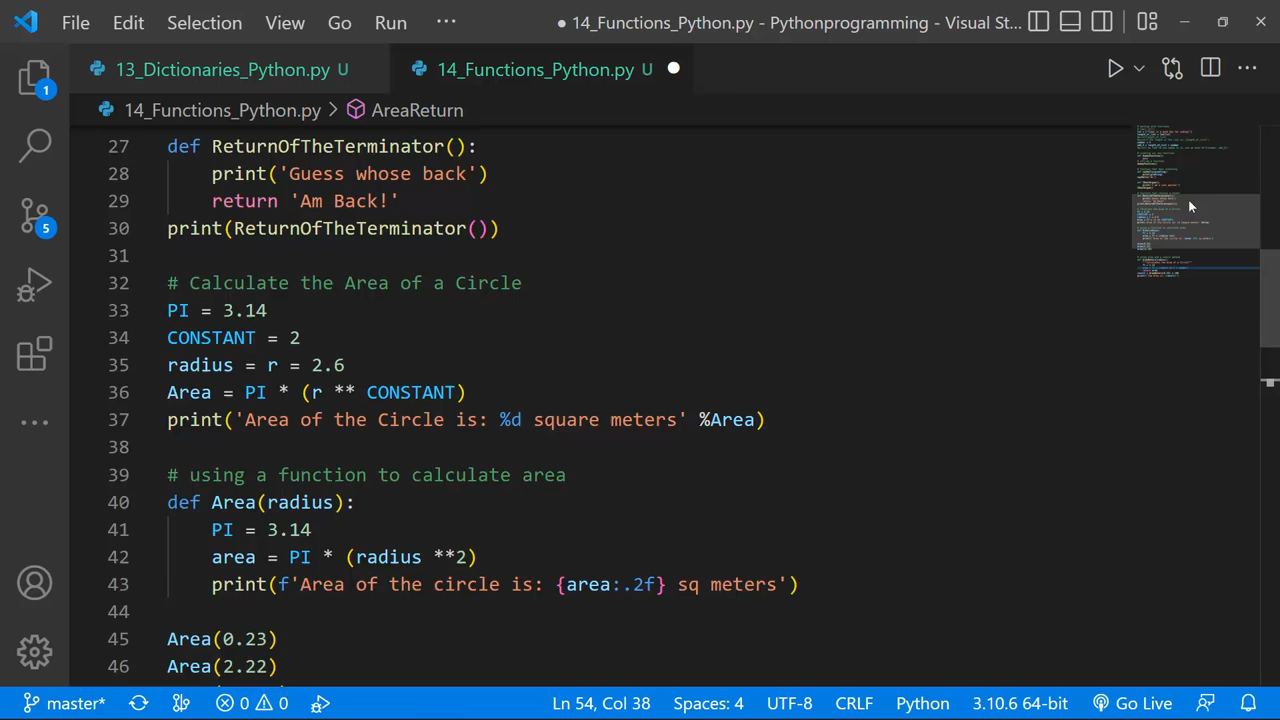 File Edit Selection View Go Run ··· ● 14_Functions_Python.py - Pythonprogramming - Visual St...
13_Dictionaries_Python.py U 14_Functions_Python.py U
14_Functions_Python.py > AreaReturn
27 def ReturnOfTheTerminator():
28 print('Guess whose back')
29 return 'Am Back!'
30 print(ReturnOfTheTerminator())
31
32 # Calculate the Area of a Circle
33 PI = 3.14
34 CONSTANT = 2
35 radius = r = 2.6
36 Area = PI * (r ** CONSTANT)
37 print('Area of the Circle is: %d square meters' %Area)
38
39 # using a function to calculate area
40 def Area(radius):
41 PI = 3.14
42 area = PI * (radius **2)
43 print(f'Area of the circle is: {area:.2f} sq meters')
44
45 Area(0.23)
46 Area(2.22)
1
5
master* 0 0 Ln 54, Col 38 Spaces: 4 UTF-8 CRLF Python 3.10.6 64-bit Go Live